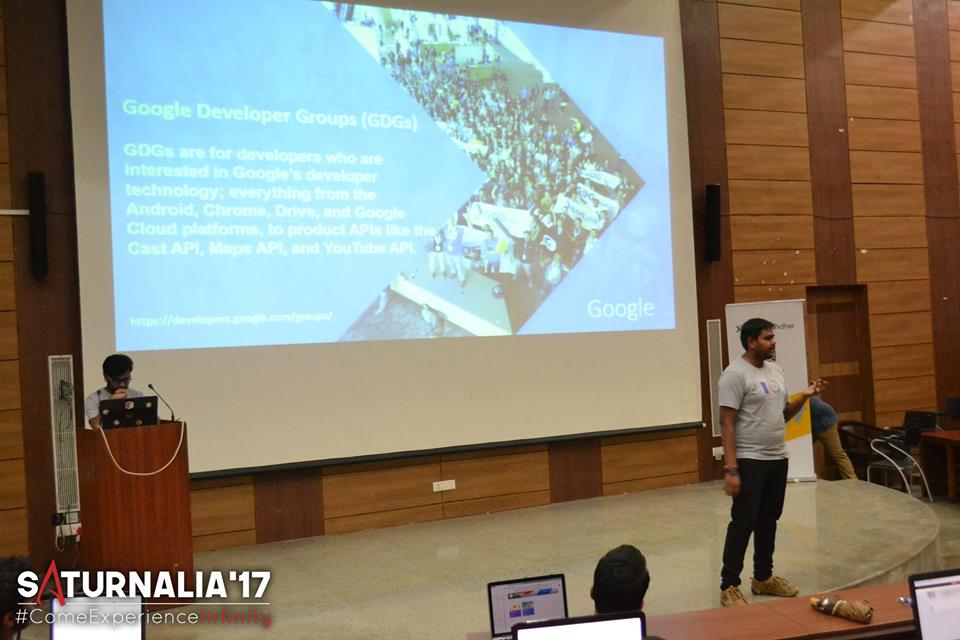 Google Developer Groups (GDGs)
GDGs are for developers who are
interested in Google's developer
technology; everything from the
Android, Chrome, Drive, and Google
Cloud platforms, to product APIs like the
Cast API, Maps API, and YouTube API.
https://developers.google.com/groups/
Google
GDG
SATURNALIA'17
#ComeExperienceInfinity